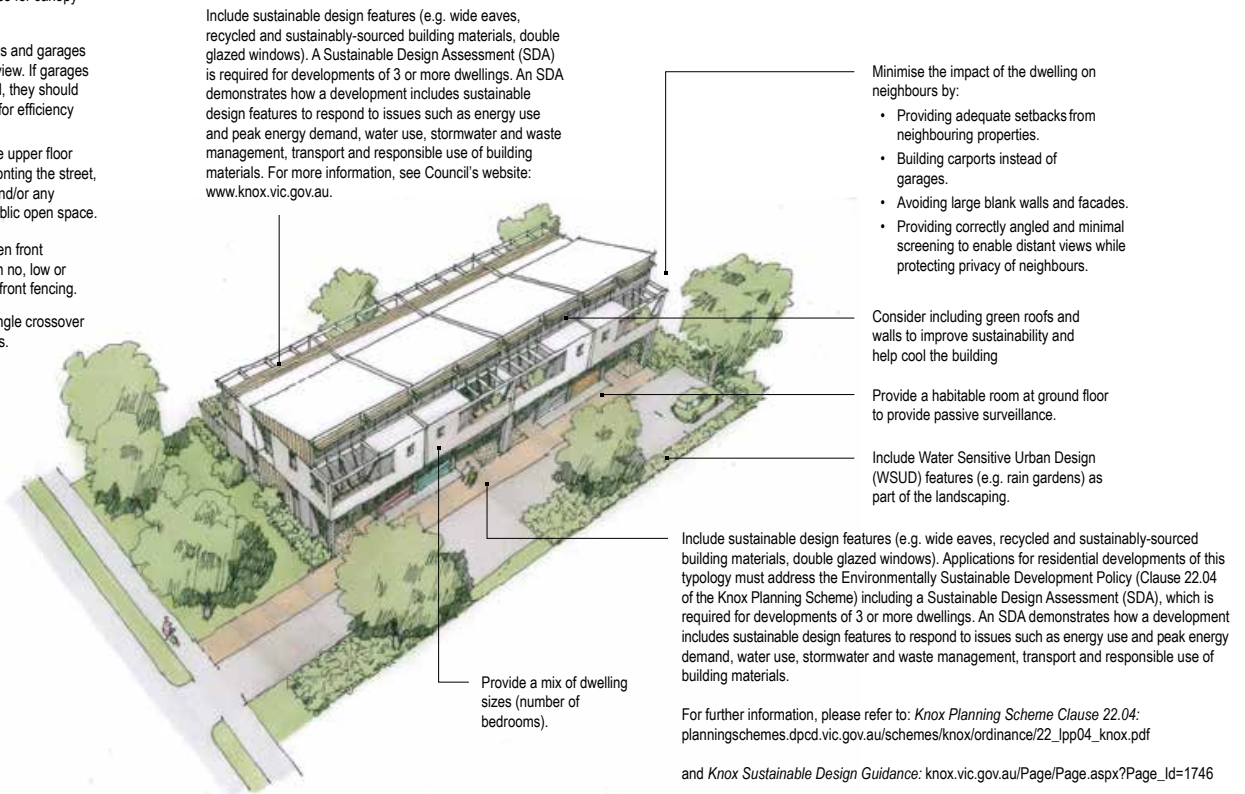 s and garages
view. If garages
d, they should
for efficiency
e upper floor
onting the street,
nd/or any
blic open space.
en front
n no, low or
front fencing.
ngle crossover
s.
Include sustainable design features (e.g. wide eaves,
recycled and sustainably-sourced building materials, double
glazed windows). A Sustainable Design Assessment (SDA)
is required for developments of 3 or more dwellings. An SDA
demonstrates how a development includes sustainable
design features to respond to issues such as energy use
and peak energy demand, water use, stormwater and waste
management, transport and responsible use of building
materials. For more information, see Council's website:
www.knox.vic.gov.au.
Minimise the impact of the dwelling on
neighbours by:
• Providing adequate setbacks from
neighbouring properties.
• Building carports instead of
garages.
• Avoiding large blank walls and facades.
• Providing correctly angled and minimal
screening to enable distant views while
protecting privacy of neighbours.
Consider including green roofs and
walls to improve sustainability and
help cool the building
Provide a habitable room at ground floor
to provide passive surveillance.
Include Water Sensitive Urban Design
(WSUD) features (e.g. rain gardens) as
part of the landscaping.
Include sustainable design features (e.g. wide eaves, recycled and sustainably-sourced
building materials, double glazed windows). Applications for residential developments of this
typology must address the Environmentally Sustainable Development Policy (Clause 22.04
of the Knox Planning Scheme) including a Sustainable Design Assessment (SDA), which is
required for developments of 3 or more dwellings. An SDA demonstrates how a development
includes sustainable design features to respond to issues such as energy use and peak energy
demand, water use, stormwater and waste management, transport and responsible use of
building materials.
For further information, please refer to: Knox Planning Scheme Clause 22.04:
planningschemes.dpcd.vic.gov.au/schemes/knox/ordinance/22_lpp04_knox.pdf
and Knox Sustainable Design Guidance: knox.vic.gov.au/Page/Page.aspx?Page_Id=1746
Provide a mix of dwelling
sizes (number of
bedrooms).